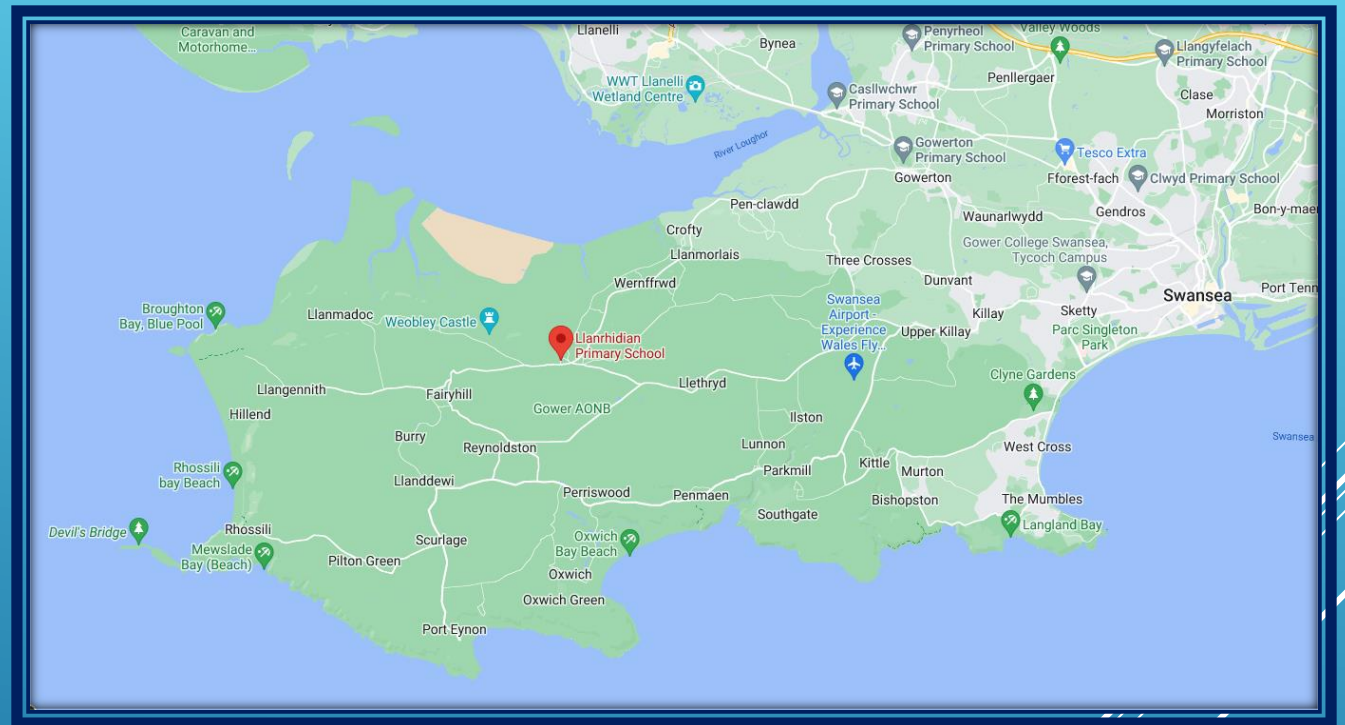 Caravan and
Motorhome...
Llanelli
Bynea
Penyrheol
Primary School
Valley Woods
Llangyfelach
Primary School
WWT Llanelli
Wetland Centre
Casllwchwr
Primary School
Penllergaer
Clase
Morriston
River Loughor
Gowerton
Primary School
Gowerton
Tesco Extra
Fforest-fach
Clwyd Primary School
Pen-clawdd
Waunarlwydd
Gendros
Bon-y-mae
Crofty
Llanmorlais
Three Crosses
Gower College Swansea,
Tycoch Campus
Wernffrwd
Dunvant
Swansea
Port Tenn
Broughton
Bay, Blue Pool
Llanmadoc
Weobley Castle
Swansea
Airport -
Experience
Wales Fly...
Killay
Upper Killay
Sketty
Parc Singleton
Park
Llanrhidian
Primary School
Llangennith
Fairyhill
Llethryd
Clyne Gardens
Hillend
Gower AONB
Ilston
Burry
Reynoldston
Lunnon
West Cross
Swansea
Rhossili
bay Beach
Llanddewi
Parkmill
Kittle
Murton
Perriswood
Penmaen
Bishopston
The Mumbles
Southgate
Langland Bay
Devil's Bridge
Rhossili
Mewslade
Bay (Beach)
Pilton Green
Scurlage
Oxwich
Bay Beach
Oxwich
Oxwich Green
Port Eynon